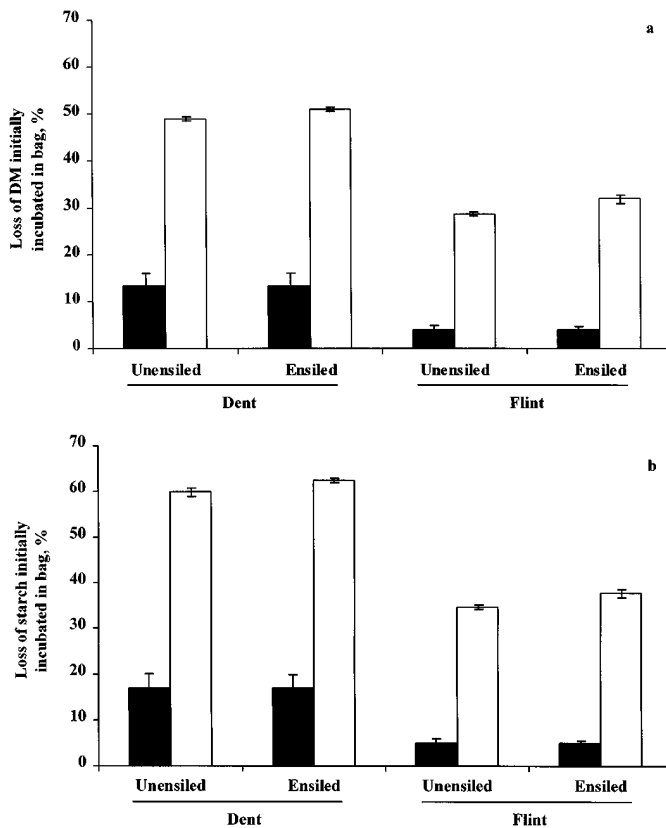 a
Loss of DM initially
incubated in bag, %
70
60
50
40
30
20
10
0
Unensiled Ensiled Unensiled Ensiled
Dent Flint
b
Loss of starch initially
incubated in bag, %
70
60
50
40
30
20
10
0
Unensiled Ensiled Unensiled Ensiled
Dent Flint